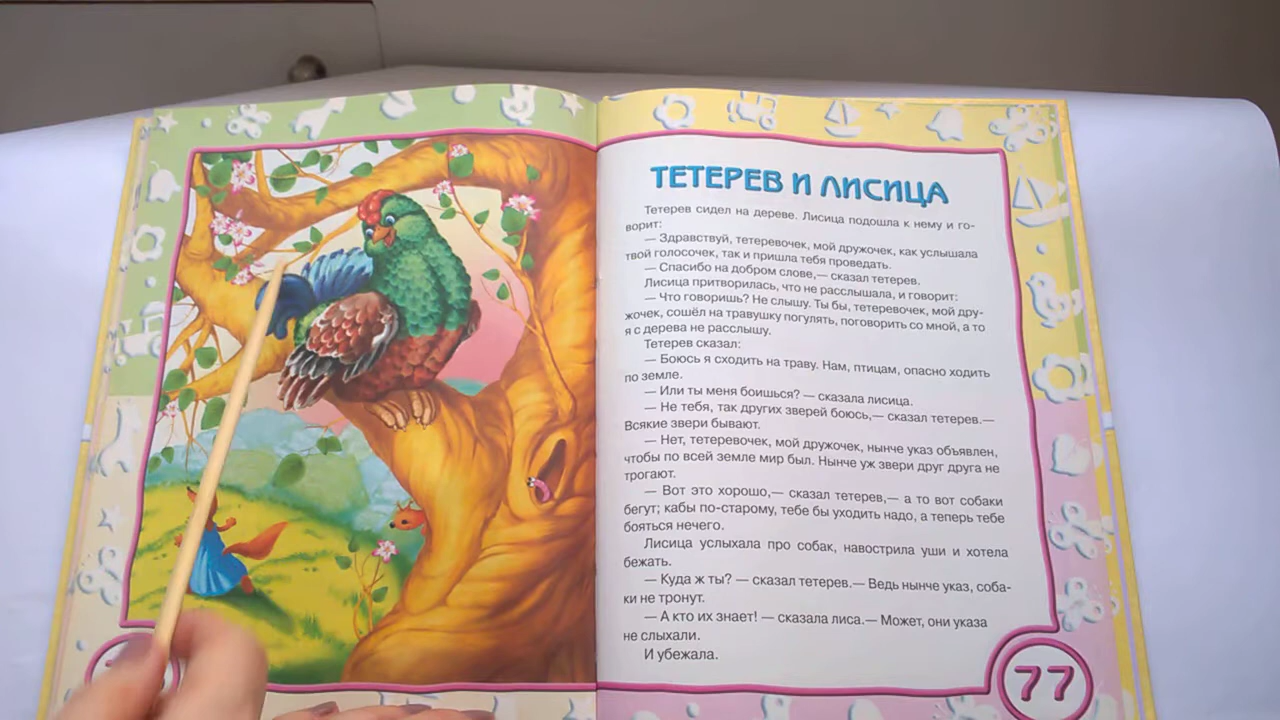 ТЕТЕРЕВ И ЛИСИЦА
Тетерев сидел на дереве. Лисица подошла к нему и го-
ворит:
— Здравствуй, тетеревочек, мой дружочек, как услышала
твой голосочек, так и пришла тебя проведать.
— Спасибо на добром слове,— сказал тетерев.
Лисица притворилась, что не расслышала, и говорит:
— Что говоришь? Не слышу. Ты бы, тетеревочек, мой дру-
жочек, сошёл на травушку погулять, поговорить со мной, а то
я с дерева не расслышу.
Тетерев сказал:
— Боюсь я сходить на траву. Нам, птицам, опасно ходить
по земле.
— Или ты меня боишься? — сказала лисица.
— Не тебя, так других зверей боюсь,— сказал тетерев.—
Всякие звери бывают.
— Нет, тетеревочек, мой дружочек, нынче указ объявлен,
чтобы по всей земле мир был. Нынче уж звери друг друга не
трогают.
— Вот это хорошо,— сказал тетерев,— а то вот собаки
бегут; кабы по-старому, тебе бы уходить надо, а теперь тебе
бояться нечего.
Лисица услыхала про собак, навострила уши и хотела
бежать.
— Куда ж ты? — сказал тетерев.— Ведь нынче указ, соба-
ки не тронут.
— А кто их знает! — сказала лиса.— Может, они указа
не слыхали.
И убежала.
77